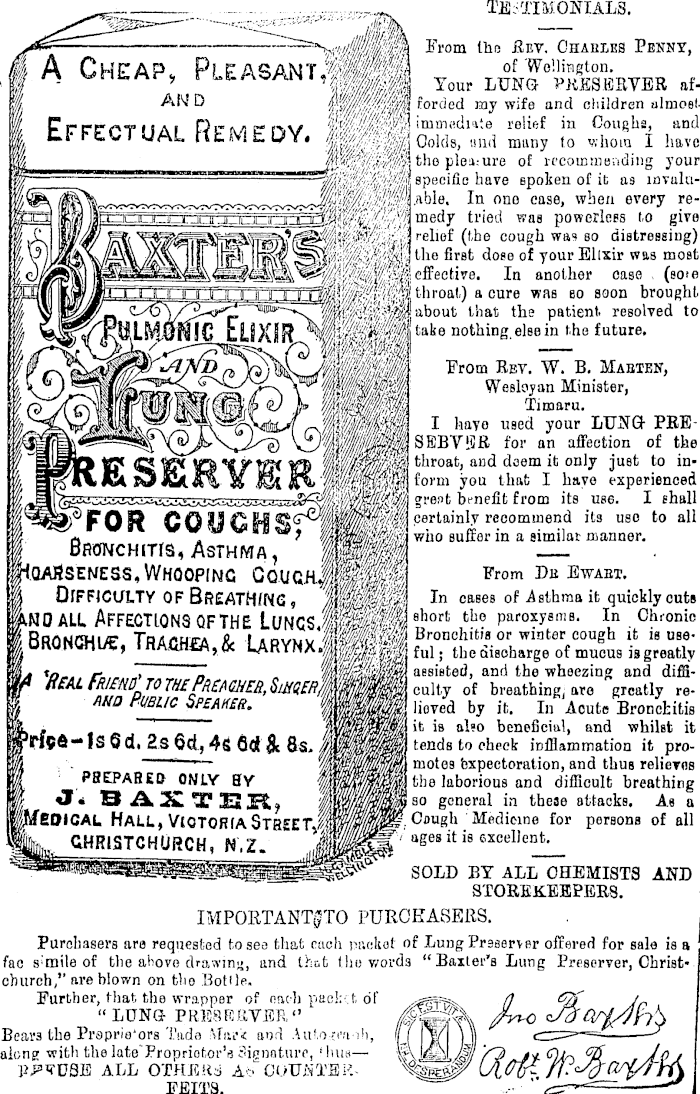 A CHEAP, PLEASANT,
AND
EFFECTUAL REMEDY.
BAXTER'S
PULMONIC ELIXIR
AND
LUNG
PRESERVER
FOR COUGHS,
BRONCHITIS, ASTHMA,
HOARSENESS, WHOOPING COUGH,
DIFFICULTY OF BREATHING,
AND ALL AFFECTIONS OF THE LUNGS.
BRONCHIÆ, TRACHEA, & LARYNX.
A 'REAL FRIEND' TO THE PREACHER, SINGER,
AND PUBLIC SPEAKER.
Price—1s 6d. 2s 6d, 4s 6d & 8s.
PREPARED ONLY BY
J. BAXTER,
MEDICAL HALL, VICTORIA STREET,
CHRISTCHURCH, N.Z.
WELLINGTON
TESTIMONIALS.
From the REV. CHARLES PENNY,
of Wellington.
Your LUNG PRESERVER af-
forded my wife and children almost
immediate relief in Coughs, and
Colds, and many to whom I have
the pleasure of recommending your
specific have spoken of it as invalu-
able. In one case, when every re-
medy tried was powerless to give
relief (the cough was so distressing)
the first dose of your Elixir was most
effective. In another case (sore
throat) a cure was so soon brought
about that the patient resolved to
take nothing else in the future.
From REV. W. B. MARTEN,
Wesleyan Minister,
Timaru.
I have used your LUNG PRE-
SEBVER for an affection of the
throat, and deem it only just to in-
form you that I have experienced
great benefit from its use. I shall
certainly recommend its use to all
who suffer in a similar manner.
From DR EWART.
In cases of Asthma it quickly cuts
short the paroxysms. In Chronic
Bronchitis or winter cough it is use-
ful; the discharge of mucus is greatly
assisted, and the wheezing and diffi-
culty of breathing, are greatly re-
lieved by it. In Acute Bronchitis
it is also beneficial, and whilst it
tends to check infllammation it pro-
motes expectoration, and thus relieves
the laborious and difficult breathing
so general in these attacks. As a
Cough Medicine for persons of all
ages it is excellent.
SOLD BY ALL CHEMISTS AND
STOREKEEPERS.
IMPORTANT TO PURCHASERS.
Purchasers are requested to see that each packet of Lung Preserver offered for sale is a
fac simile of the above drawing, and that the words "Baxter's Lung Preserver, Christ-
church," are blown on the Bottle.
Further, that the wrapper of each packet of
"LUNG PRESERVER"
Bears the Proprietors Tade Mark and Autograph,
along with the late Proprietor's Signature, thus—
REFUSE ALL OTHERS AS COUNTER-
FEITS.
SIC EST VITA
NIL DESPERANDUM
Jno Baxter
Robt. W. Baxter